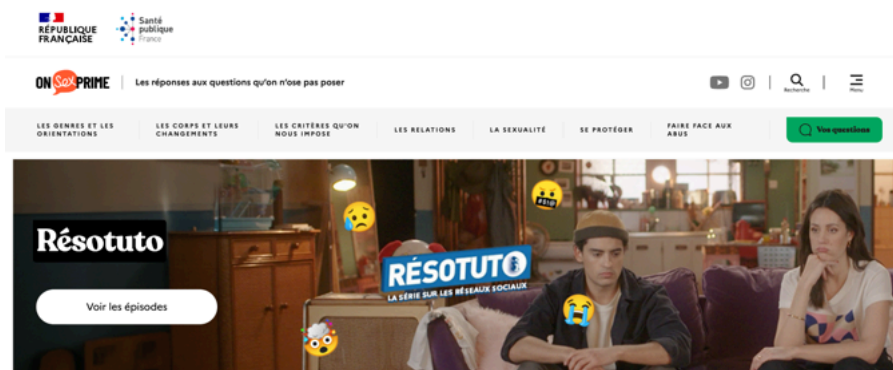 RÉPUBLIQUE
FRANÇAISE
Santé
publique
France
ON SexPRIME
Les réponses aux questions qu'on n'ose pas poser
Recherche
Menu
LES GENRES ET LES
ORIENTATIONS
LES CORPS ET LEURS
CHANGEMENTS
LES CRITÈRES QU'ON
NOUS IMPOSE
LES RELATIONS
LA SEXUALITÉ
SE PROTÉGER
FAIRE FACE AUX
ABUS
Vos questions
Résotuto
Voir les épisodes
RÉSOTUTO
LA SÉRIE SUR LES RÉSEAUX SOCIAUX
#$!@